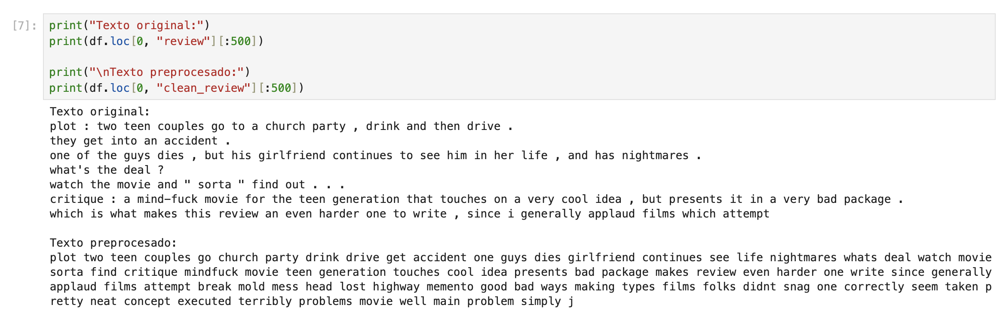 [7]:
print("Texto original:")
print(df.loc[0, "review"][:500])
print("\nTexto preprocesado:")
print(df.loc[0, "clean_review"][:500])
Texto original:
plot : two teen couples go to a church party , drink and then drive .
they get into an accident .
one of the guys dies , but his girlfriend continues to see him in her life , and has nightmares .
what's the deal ?
watch the movie and " sorta " find out . . .
critique : a mind-fuck movie for the teen generation that touches on a very cool idea , but presents it in a very bad package .
which is what makes this review an even harder one to write , since i generally applaud films which attempt
Texto preprocesado:
plot two teen couples go church party drink drive get accident one guys dies girlfriend continues see life nightmares whats deal watch movie
sorta find critique mindfuck movie teen generation touches cool idea presents bad package makes review even harder one write since generally
applaud films attempt break mold mess head lost highway memento good bad ways making types films folks didnt snag one correctly seem taken p
retty neat concept executed terribly problems movie well main problem simply j